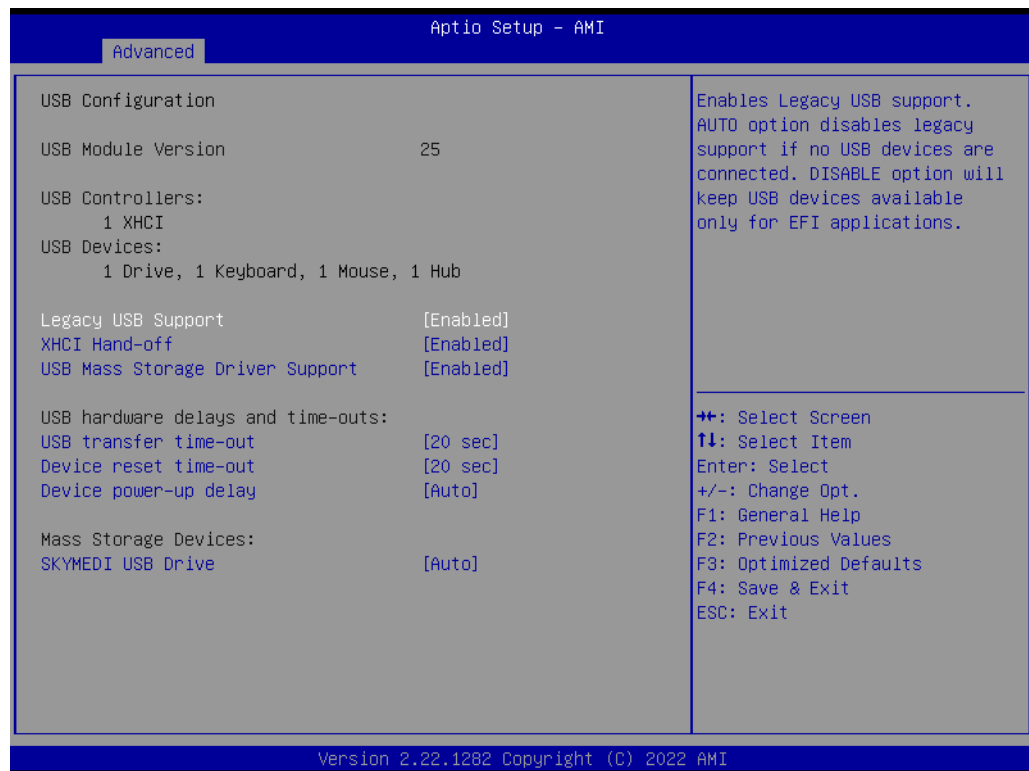 Aptio Setup – AMI
Advanced
USB Configuration
USB Module Version 25
USB Controllers:
1 XHCI
USB Devices:
1 Drive, 1 Keyboard, 1 Mouse, 1 Hub
Legacy USB Support [Enabled]
XHCI Hand-off [Enabled]
USB Mass Storage Driver Support [Enabled]
USB hardware delays and time-outs:
USB transfer time-out [20 sec]
Device reset time-out [20 sec]
Device power-up delay [Auto]
Mass Storage Devices:
SKYMEDI USB Drive [Auto]
Enables Legacy USB support.
AUTO option disables legacy
support if no USB devices are
connected. DISABLE option will
keep USB devices available
only for EFI applications.
→←: Select Screen
↑↓: Select Item
Enter: Select
+/-: Change Opt.
F1: General Help
F2: Previous Values
F3: Optimized Defaults
F4: Save & Exit
ESC: Exit
Version 2.22.1282 Copyright (C) 2022 AMI